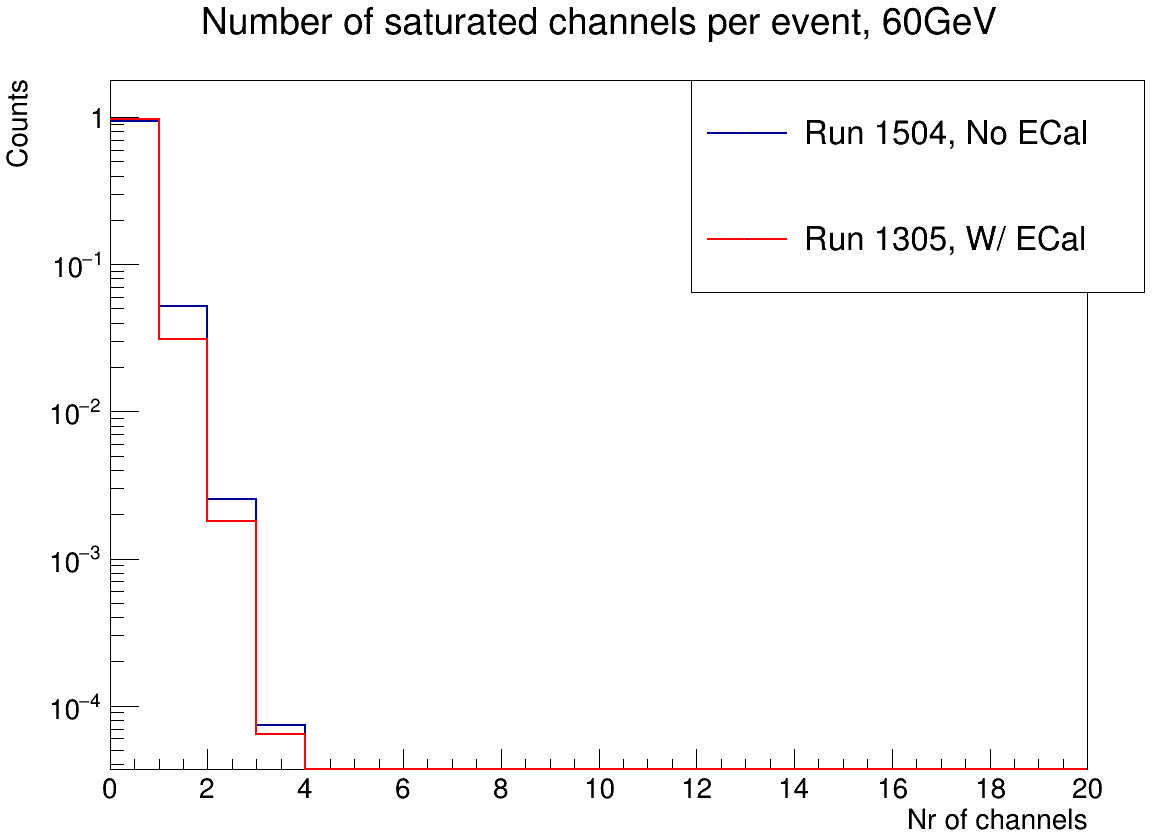 Number of saturated channels per event, 60GeV
Counts
Run 1504, No ECal
Run 1305, W/ ECal
1
10⁻¹
10⁻²
10⁻³
10⁻⁴
0 2 4 6 8 10 12 14 16 18 20
Nr of channels